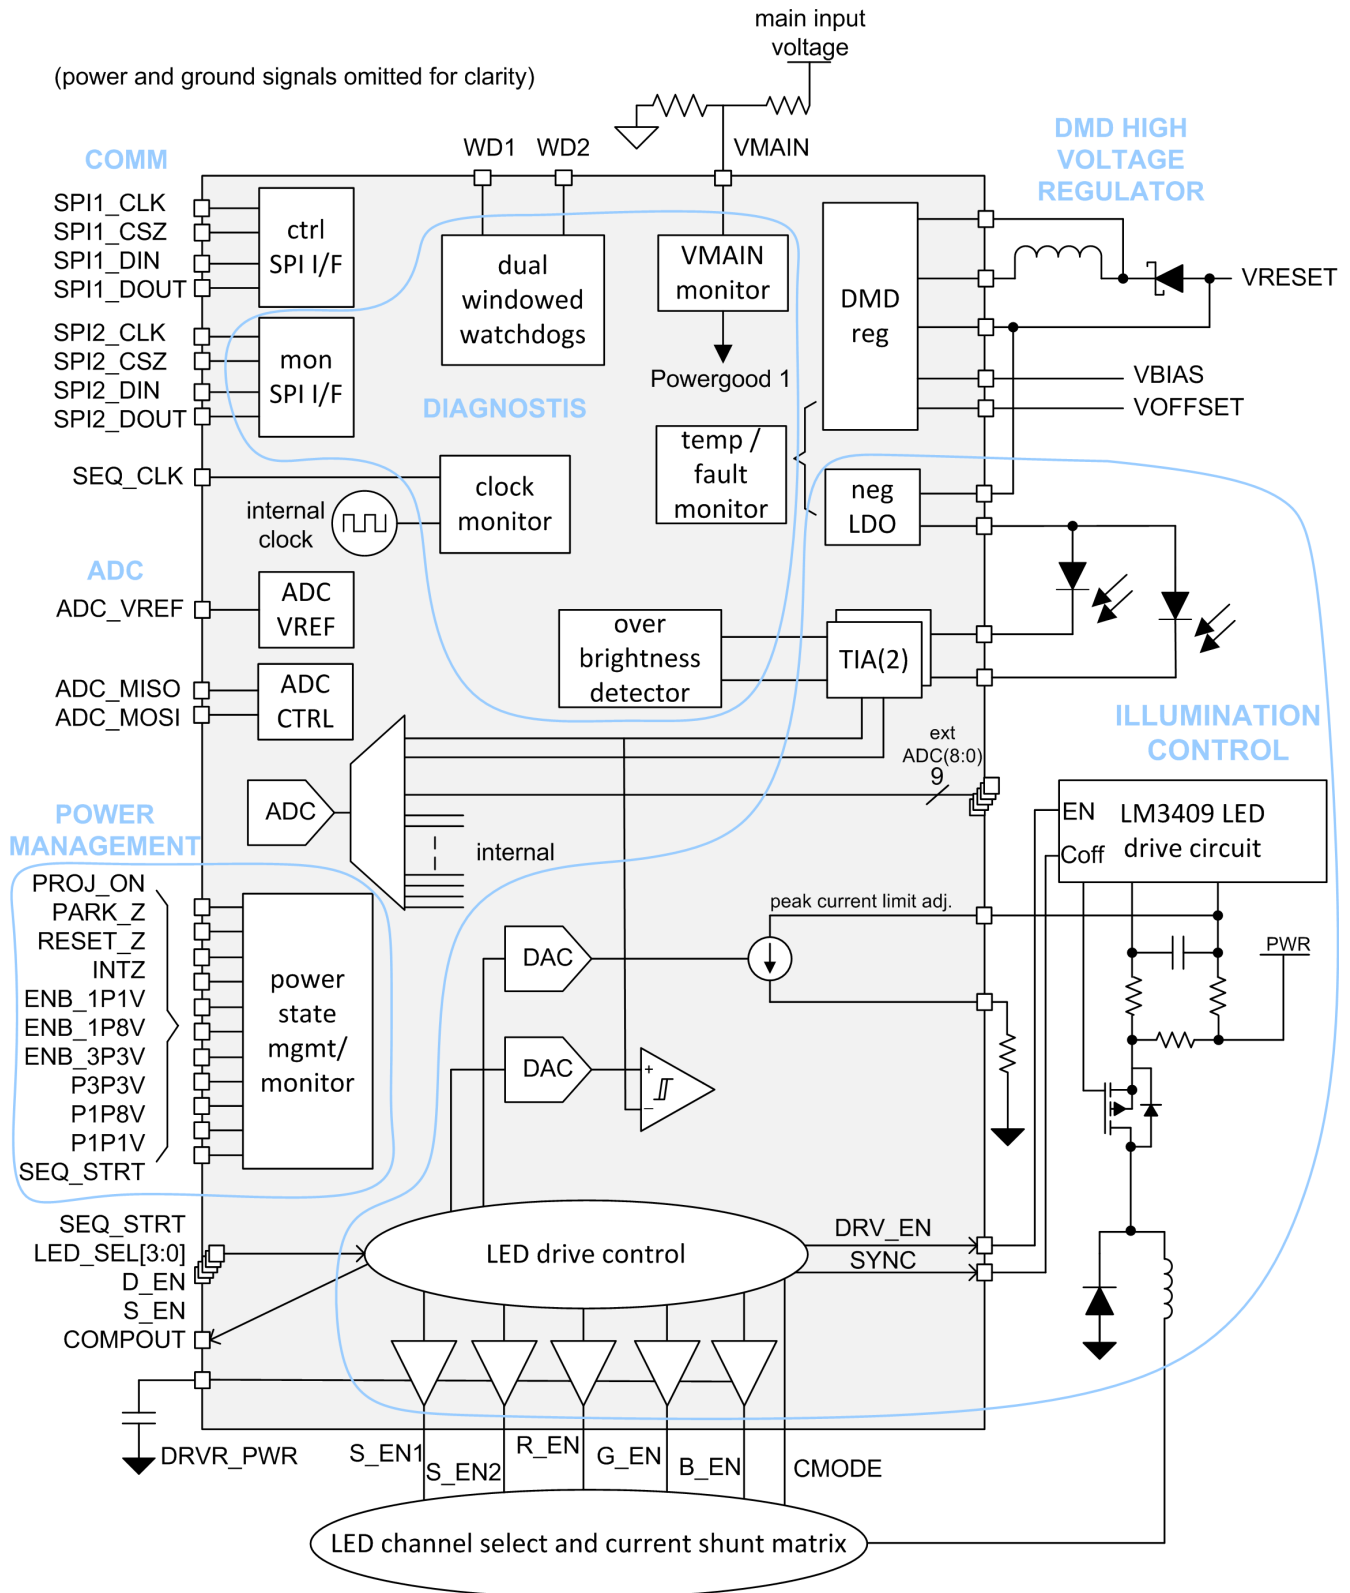 main input
voltage
(power and ground signals omitted for clarity)
COMM
WD1
WD2
VMAIN
DMD HIGH
VOLTAGE
REGULATOR
SPI1_CLK
SPI1_CSZ
SPI1_DIN
SPI1_DOUT
ctrl
SPI I/F
SPI2_CLK
SPI2_CSZ
SPI2_DIN
SPI2_DOUT
mon
SPI I/F
dual
windowed
watchdogs
VMAIN
monitor
Powergood 1
DMD
reg
VRESET
VBIAS
VOFFSET
DIAGNOSTIS
temp /
fault
monitor
neg
LDO
SEQ_CLK
clock
monitor
internal
clock
ADC
ADC_VREF
ADC
VREF
ADC_MISO
ADC_MOSI
ADC
CTRL
over
brightness
detector
TIA(2)
ext
ADC(8:0)
9
ADC
internal
ILLUMINATION
CONTROL
EN
Coff
LM3409 LED
drive circuit
PWR
POWER
MANAGEMENT
PROJ_ON
PARK_Z
RESET_Z
INTZ
ENB_1P1V
ENB_1P8V
ENB_3P3V
P3P3V
P1P8V
P1P1V
SEQ_STRT
power
state
mgmt/
monitor
peak current limit adj.
DAC
DAC
+
−
SEQ_STRT
LED_SEL[3:0]
D_EN
S_EN
COMPOUT
LED drive control
DRV_EN
SYNC
DRVR_PWR
S_EN1
S_EN2
R_EN
G_EN
B_EN
CMODE
LED channel select and current shunt matrix